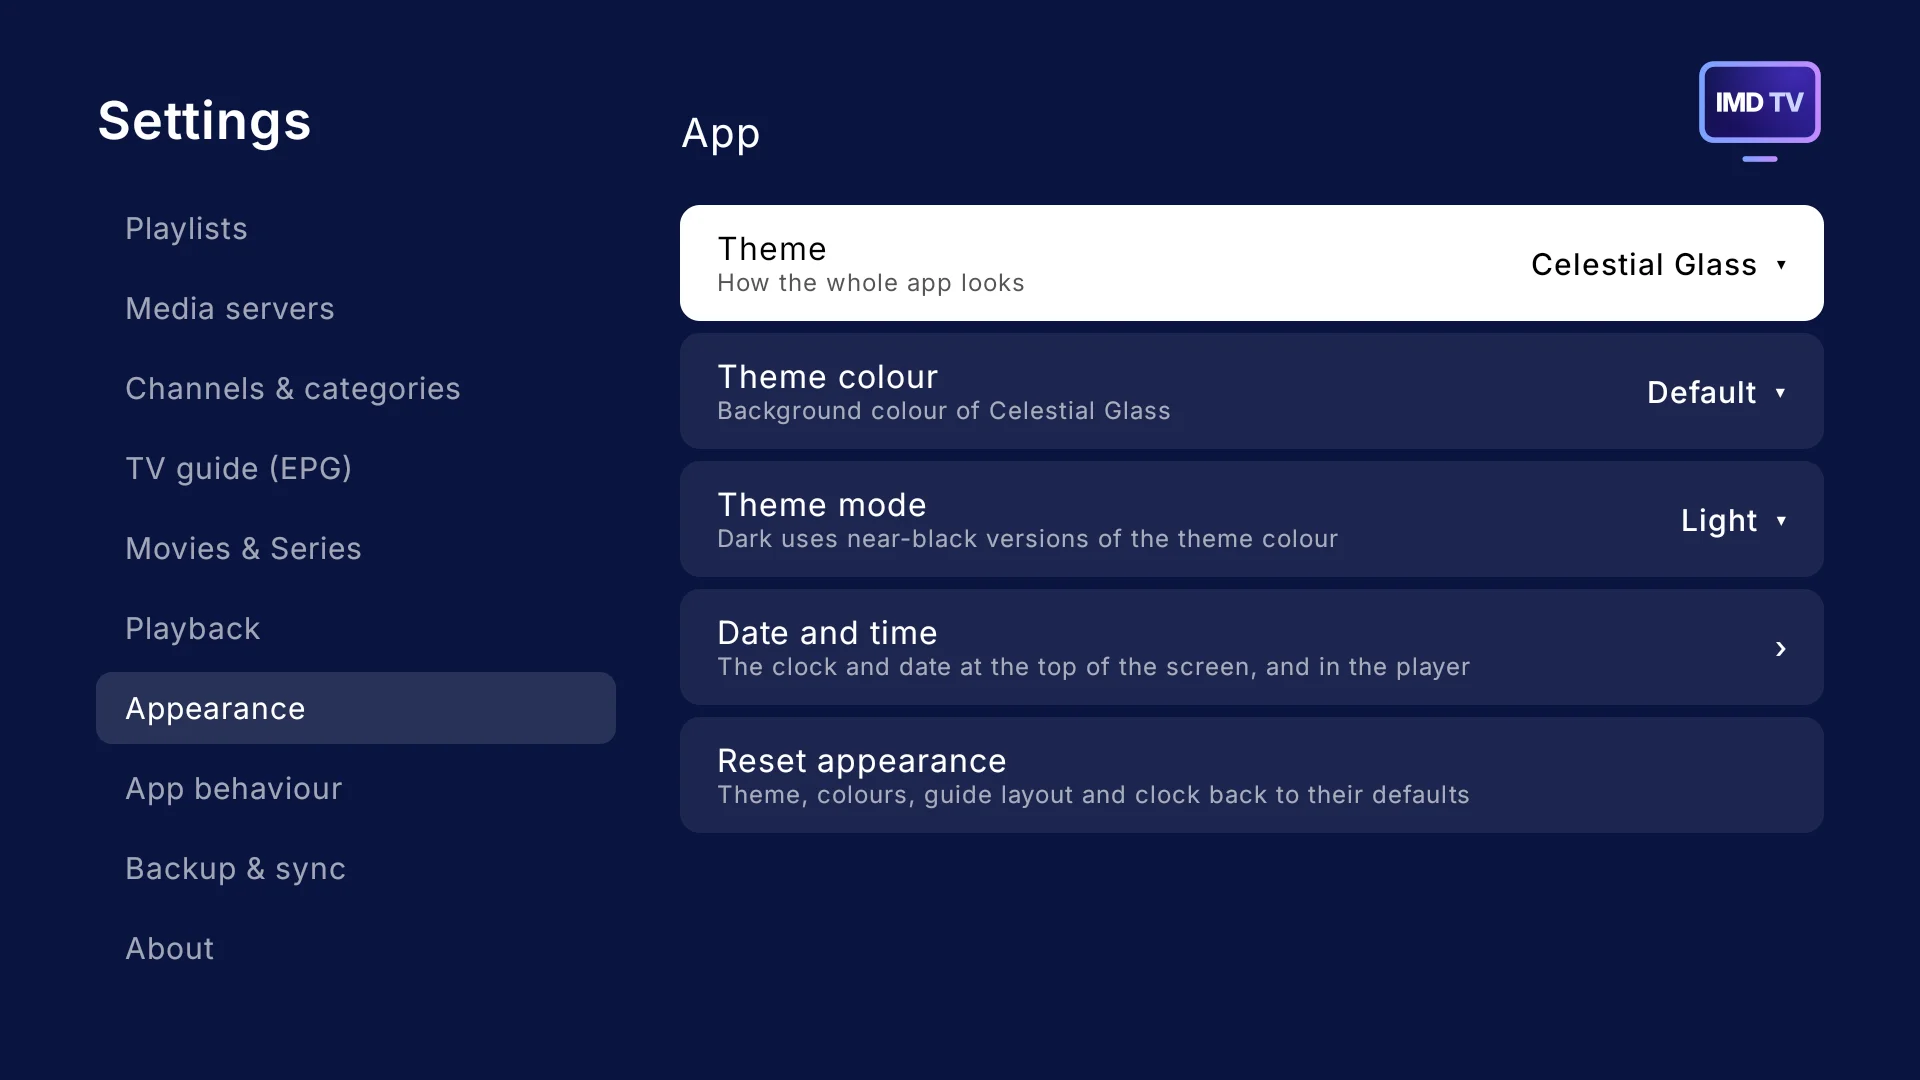 Settings
Playlists
Media servers
Channels & categories
TV guide (EPG)
Movies & Series
Playback
Appearance
App behaviour
Backup & sync
About
App
IMD TV
Theme
How the whole app looks
Celestial Glass
Theme colour
Background colour of Celestial Glass
Default
Theme mode
Dark uses near-black versions of the theme colour
Light
Date and time
The clock and date at the top of the screen, and in the player
Reset appearance
Theme, colours, guide layout and clock back to their defaults